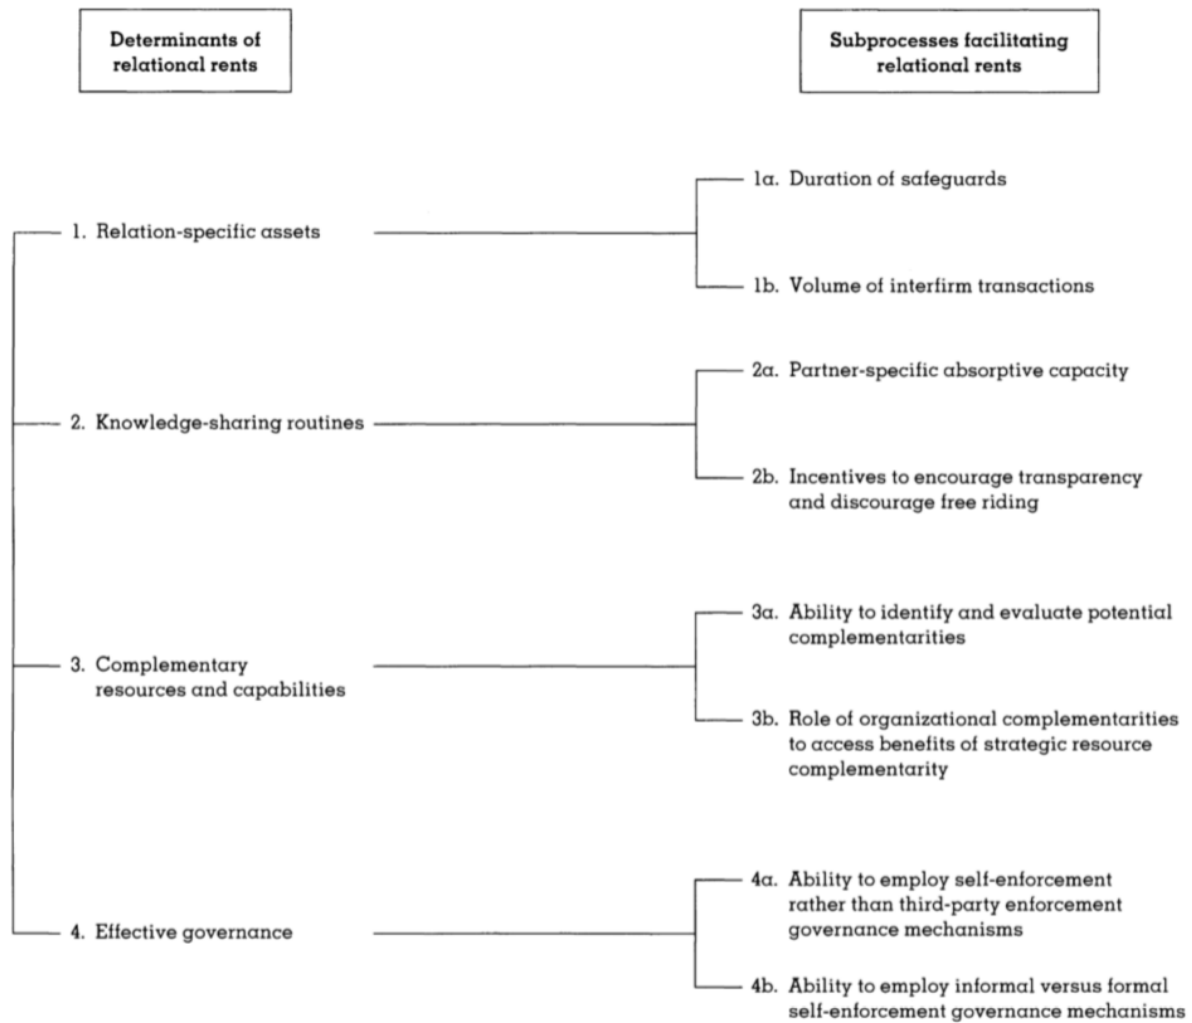 Determinants of
relational rents
Subprocesses facilitating
relational rents
1. Relation-specific assets
1a. Duration of safeguards
1b. Volume of interfirm transactions
2. Knowledge-sharing routines
2a. Partner-specific absorptive capacity
2b. Incentives to encourage transparency
and discourage free riding
3. Complementary
resources and capabilities
3a. Ability to identify and evaluate potential
complementarities
3b. Role of organizational complementarities
to access benefits of strategic resource
complementarity
4. Effective governance
4a. Ability to employ self-enforcement
rather than third-party enforcement
governance mechanisms
4b. Ability to employ informal versus formal
self-enforcement governance mechanisms